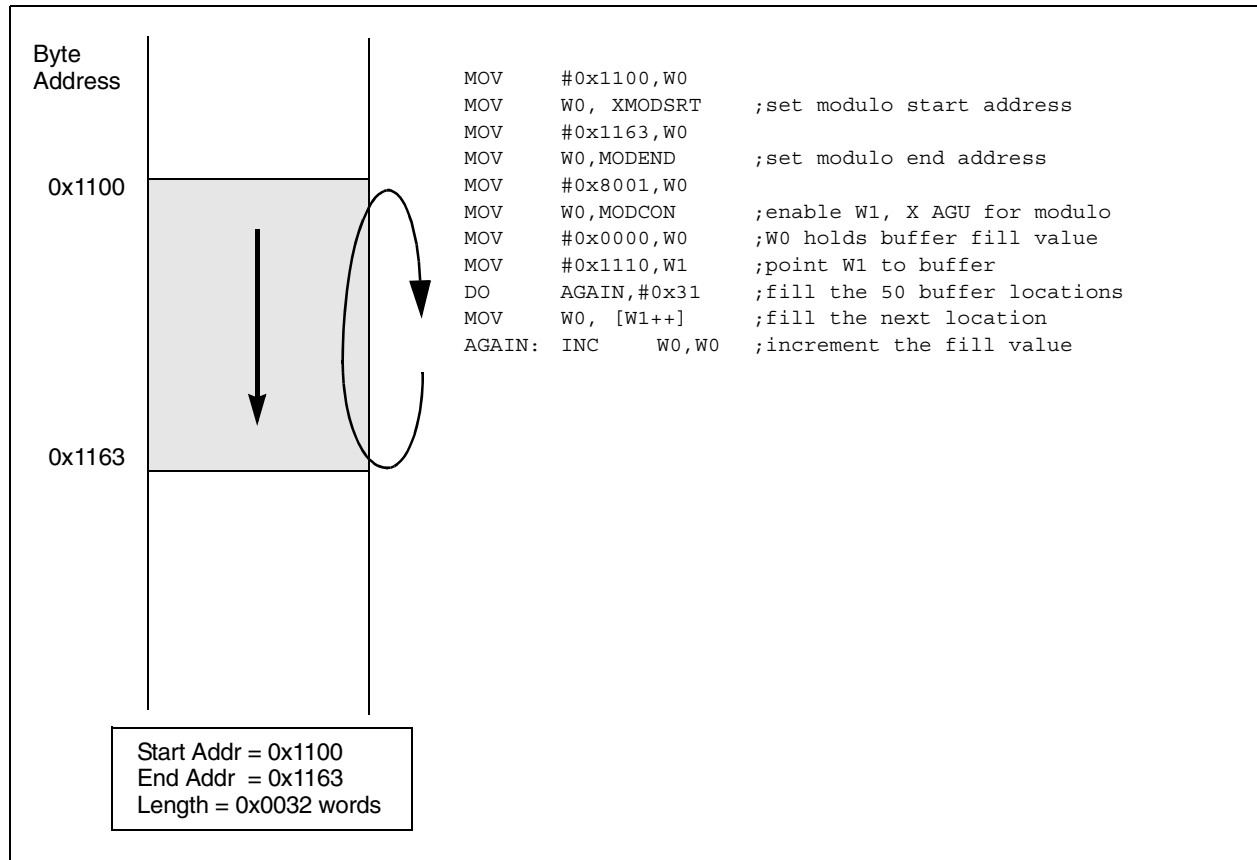 Byte
Address
0x1100
0x1163
MOV #0x1100,W0
MOV W0, XMODSRT ;set modulo start address
MOV #0x1163,W0
MOV W0,MODEND ;set modulo end address
MOV #0x8001,W0
MOV W0,MODCON ;enable W1, X AGU for modulo
MOV #0x0000,W0 ;W0 holds buffer fill value
MOV #0x1110,W1 ;point W1 to buffer
DO AGAIN,#0x31 ;fill the 50 buffer locations
MOV W0, [W1++] ;fill the next location
AGAIN: INC W0,W0 ;increment the fill value
Start Addr = 0x1100
End Addr = 0x1163
Length = 0x0032 words